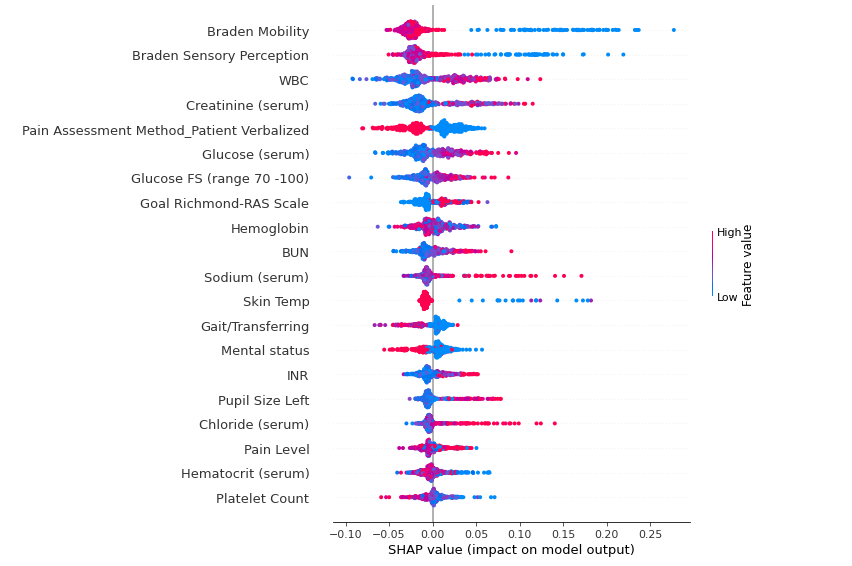 Braden Mobility
Braden Sensory Perception
WBC
Creatinine (serum)
Pain Assessment Method_Patient Verbalized
Glucose (serum)
Glucose FS (range 70 -100)
Goal Richmond-RAS Scale
Hemoglobin
BUN
Sodium (serum)
Skin Temp
Gait/Transferring
Mental status
INR
Pupil Size Left
Chloride (serum)
Pain Level
Hematocrit (serum)
Platelet Count
−0.10 −0.05 0.00 0.05 0.10 0.15 0.20 0.25
SHAP value (impact on model output)
High
Low
Feature value